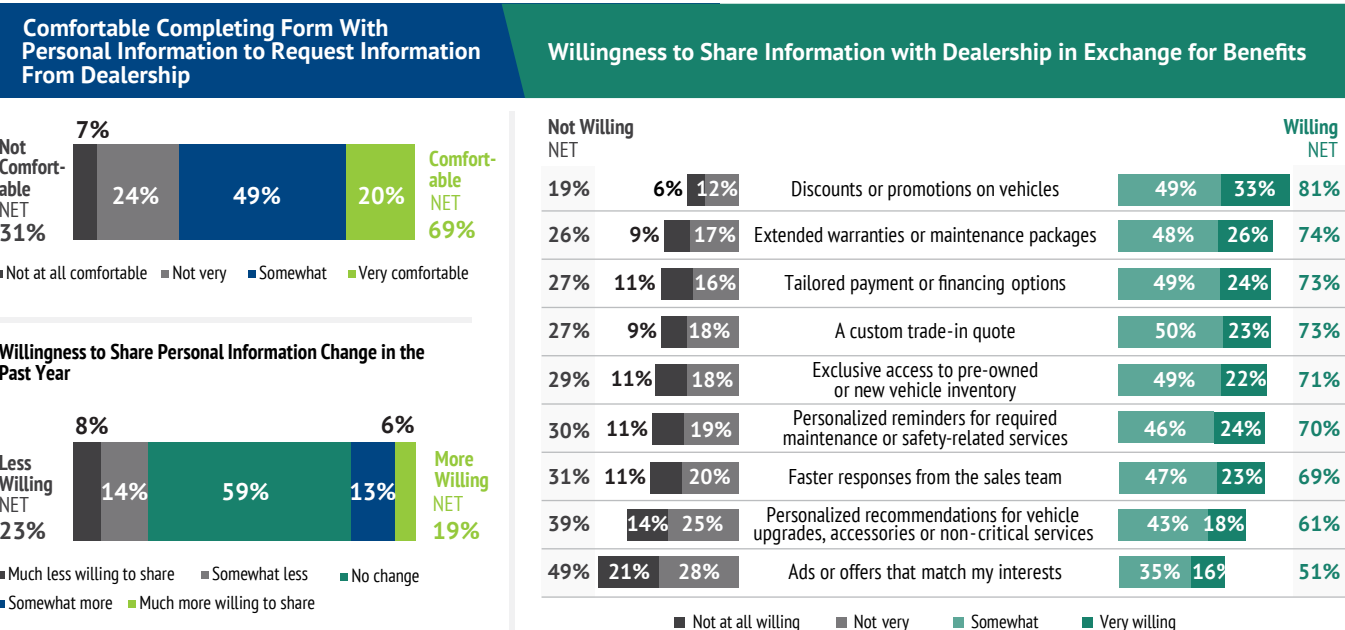 Comfortable Completing Form With
Personal Information to Request Information
From Dealership
7%
Not
Comfort-
able
NET
31%
24%
49%
20%
Comfort-
able
NET
69%
Not at all comfortable Not very Somewhat Very comfortable
Willingness to Share Personal Information Change in the
Past Year
8%
6%
Less
Willing
NET
23%
14%
59%
13%
More
Willing
NET
19%
Much less willing to share Somewhat less No change
Somewhat more Much more willing to share
Willingness to Share Information with Dealership in Exchange for Benefits
Not Willing
NET
Willing
NET
19% 6% 12% Discounts or promotions on vehicles 49% 33% 81%
26% 9% 17% Extended warranties or maintenance packages 48% 26% 74%
27% 11% 16% Tailored payment or financing options 49% 24% 73%
27% 9% 18% A custom trade-in quote 50% 23% 73%
29% 11% 18% Exclusive access to pre-owned
or new vehicle inventory 49% 22% 71%
30% 11% 19% Personalized reminders for required
maintenance or safety-related services 46% 24% 70%
31% 11% 20% Faster responses from the sales team 47% 23% 69%
39% 14% 25% Personalized recommendations for vehicle
upgrades, accessories or non-critical services 43% 18% 61%
49% 21% 28% Ads or offers that match my interests 35% 16% 51%
Not at all willing Not very Somewhat Very willing